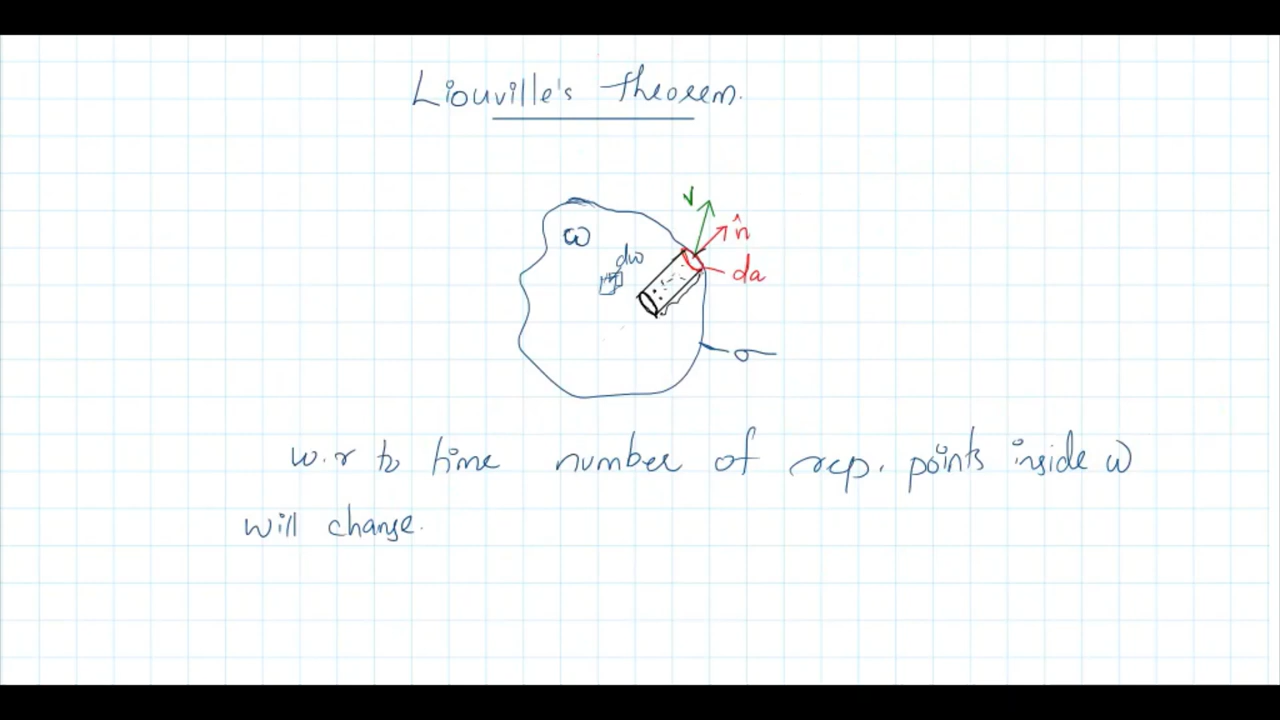 Liouville's theorem.
v
n̂
ω
dω
da
σ
w.r to time number of rep. points inside ω
will change.